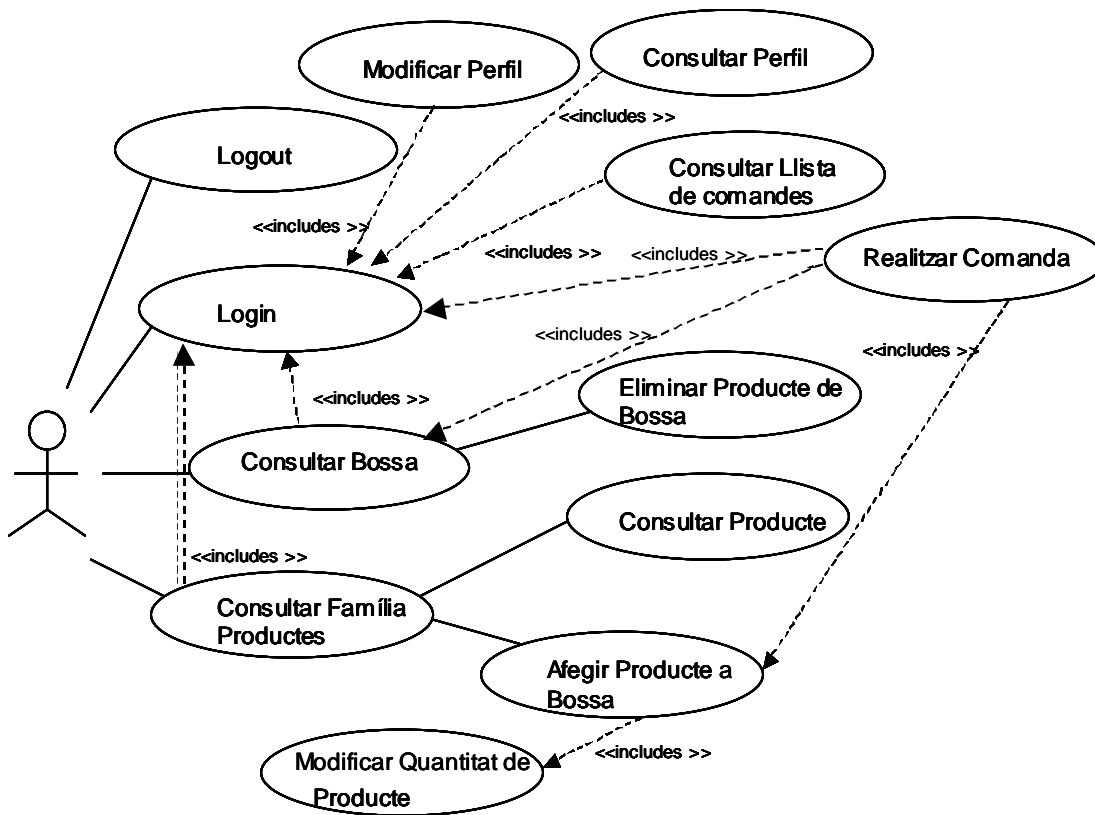 Consultar Perfil
Modificar Perfil
<<includes >>
Logout
Consultar Llista
de comandes
<<includes >>
<<includes >>
<<includes >>
Realitzar Comanda
Login
<<includes >>
<<includes >>
Eliminar Producte de
Bossa
<<includes >>
Consultar Bossa
Consultar Producte
<<includes >>
Consultar Família
Productes
Afegir Producte a
Bossa
<<includes >>
Modificar Quantitat de
Producte